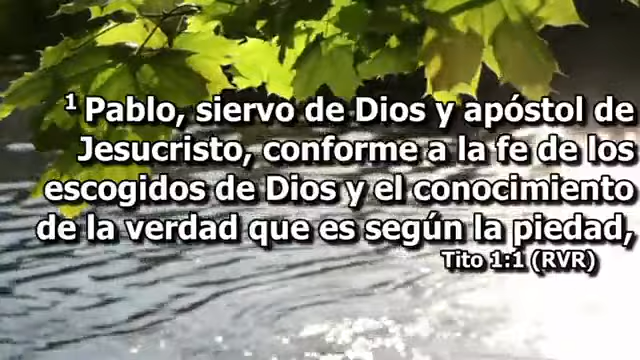 1 Pablo, siervo de Dios y apóstol de
Jesucristo, conforme a la fe de los
escogidos de Dios y el conocimiento
de la verdad que es según la piedad,
Tito 1:1 (RVR)